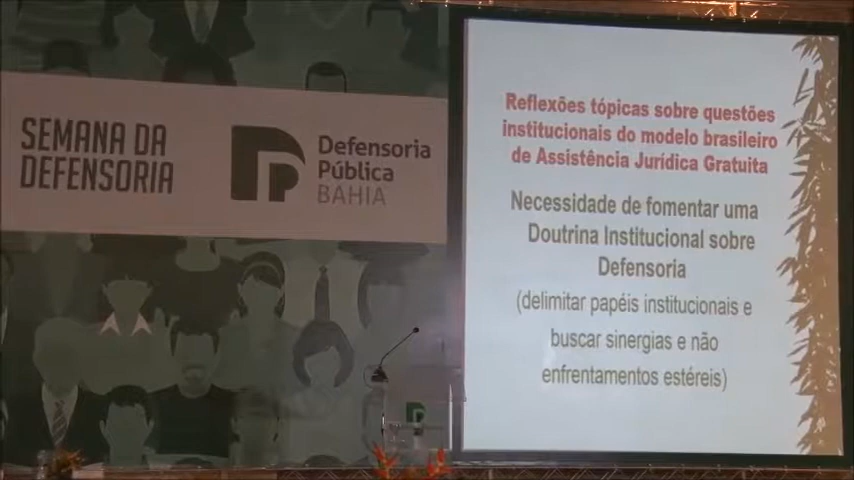 SEMANA DA
DEFENSORIA
Defensoria
Pública
BAHIA
Reflexões tópicas sobre questões
institucionais do modelo brasileiro
de Assistência Jurídica Gratuita
Necessidade de fomentar uma
Doutrina Institucional sobre
Defensoria
(delimitar papéis institucionais e
buscar sinergias e não
enfrentamentos estéreis)